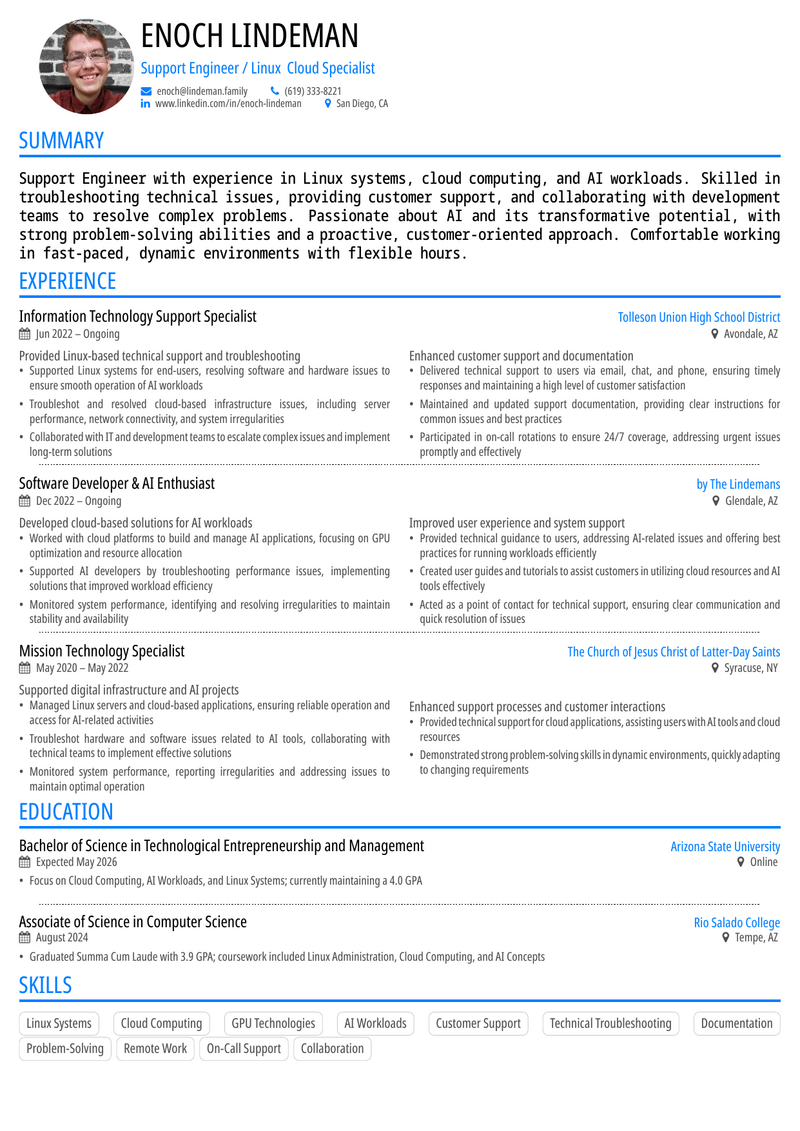 ENOCH LINDEMAN
Support Engineer / Linux Cloud Specialist
enoch@lindeman.family (619) 333-8221
www.linkedin.com/in/enoch-lindeman San Diego, CA
SUMMARY
Support Engineer with experience in Linux systems, cloud computing, and AI workloads. Skilled in
troubleshooting technical issues, providing customer support, and collaborating with development
teams to resolve complex problems. Passionate about AI and its transformative potential, with
strong problem-solving abilities and a proactive, customer-oriented approach. Comfortable working
in fast-paced, dynamic environments with flexible hours.
EXPERIENCE
Information Technology Support Specialist Tolleson Union High School District
Jun 2022 – Ongoing Avondale, AZ
Provided Linux-based technical support and troubleshooting
• Supported Linux systems for end-users, resolving software and hardware issues to
ensure smooth operation of AI workloads
• Troubleshot and resolved cloud-based infrastructure issues, including server
performance, network connectivity, and system irregularities
• Collaborated with IT and development teams to escalate complex issues and implement
long-term solutions
Enhanced customer support and documentation
• Delivered technical support to users via email, chat, and phone, ensuring timely
responses and maintaining a high level of customer satisfaction
• Maintained and updated support documentation, providing clear instructions for
common issues and best practices
• Participated in on-call rotations to ensure 24/7 coverage, addressing urgent issues
promptly and effectively
Software Developer & AI Enthusiast by The Lindemans
Dec 2022 – Ongoing Glendale, AZ
Developed cloud-based solutions for AI workloads
• Worked with cloud platforms to build and manage AI applications, focusing on GPU
optimization and resource allocation
• Supported AI developers by troubleshooting performance issues, implementing
solutions that improved workload efficiency
• Monitored system performance, identifying and resolving irregularities to maintain
stability and availability
Improved user experience and system support
• Provided technical guidance to users, addressing AI-related issues and offering best
practices for running workloads efficiently
• Created user guides and tutorials to assist customers in utilizing cloud resources and AI
tools effectively
• Acted as a point of contact for technical support, ensuring clear communication and
quick resolution of issues
Mission Technology Specialist The Church of Jesus Christ of Latter-Day Saints
May 2020 – May 2022 Syracuse, NY
Supported digital infrastructure and AI projects
• Managed Linux servers and cloud-based applications, ensuring reliable operation and
access for AI-related activities
• Troubleshot hardware and software issues related to AI tools, collaborating with
technical teams to implement effective solutions
• Monitored system performance, reporting irregularities and addressing issues to
maintain optimal operation
Enhanced support processes and customer interactions
• Provided technical support for cloud applications, assisting users with AI tools and cloud
resources
• Demonstrated strong problem-solving skills in dynamic environments, quickly adapting
to changing requirements
EDUCATION
Bachelor of Science in Technological Entrepreneurship and Management Arizona State University
Expected May 2026 Online
• Focus on Cloud Computing, AI Workloads, and Linux Systems; currently maintaining a 4.0 GPA
Associate of Science in Computer Science Rio Salado College
August 2024 Tempe, AZ
• Graduated Summa Cum Laude with 3.9 GPA; coursework included Linux Administration, Cloud Computing, and AI Concepts
SKILLS
Linux Systems Cloud Computing GPU Technologies AI Workloads Customer Support Technical Troubleshooting Documentation
Problem-Solving Remote Work On-Call Support Collaboration